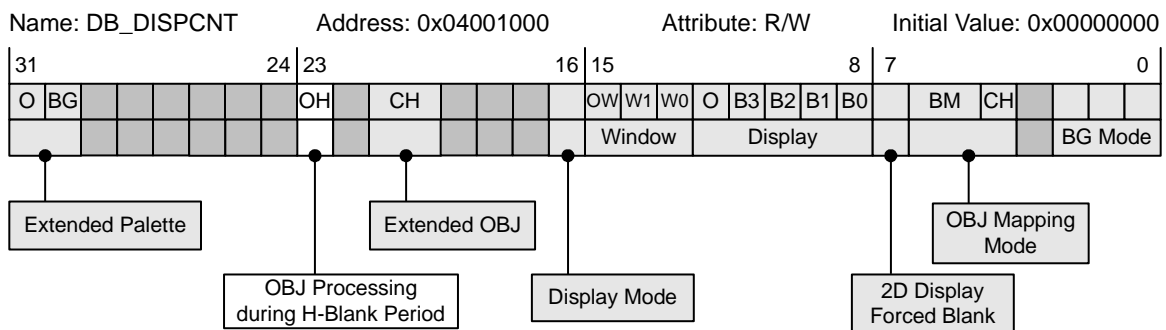 Name: DB_DISPCNT Address: 0x04001000 Attribute: R/W Initial Value: 0x00000000
31 24 23 16 15 8 7 0
O BG OH CH OW W1 W0 O B3 B2 B1 B0 BM CH
Window Display BG Mode
Extended Palette Extended OBJ OBJ Mapping
Mode
OBJ Processing
during H-Blank Period
Display Mode
2D Display
Forced Blank